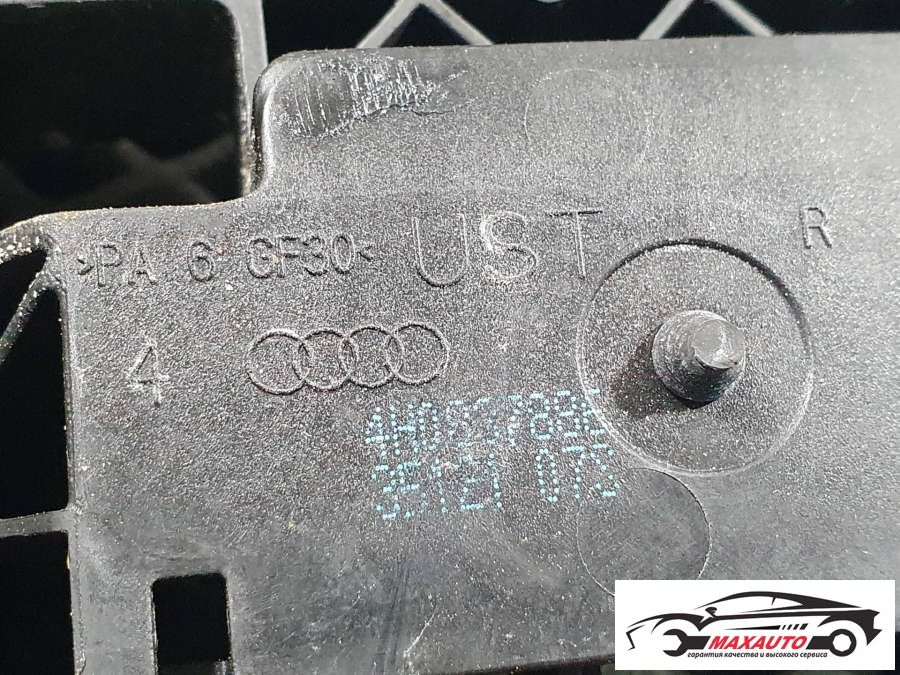 >PA 6 GF30<
UST
R
4
MAXAUTO
гарантия качества и высокого сервиса